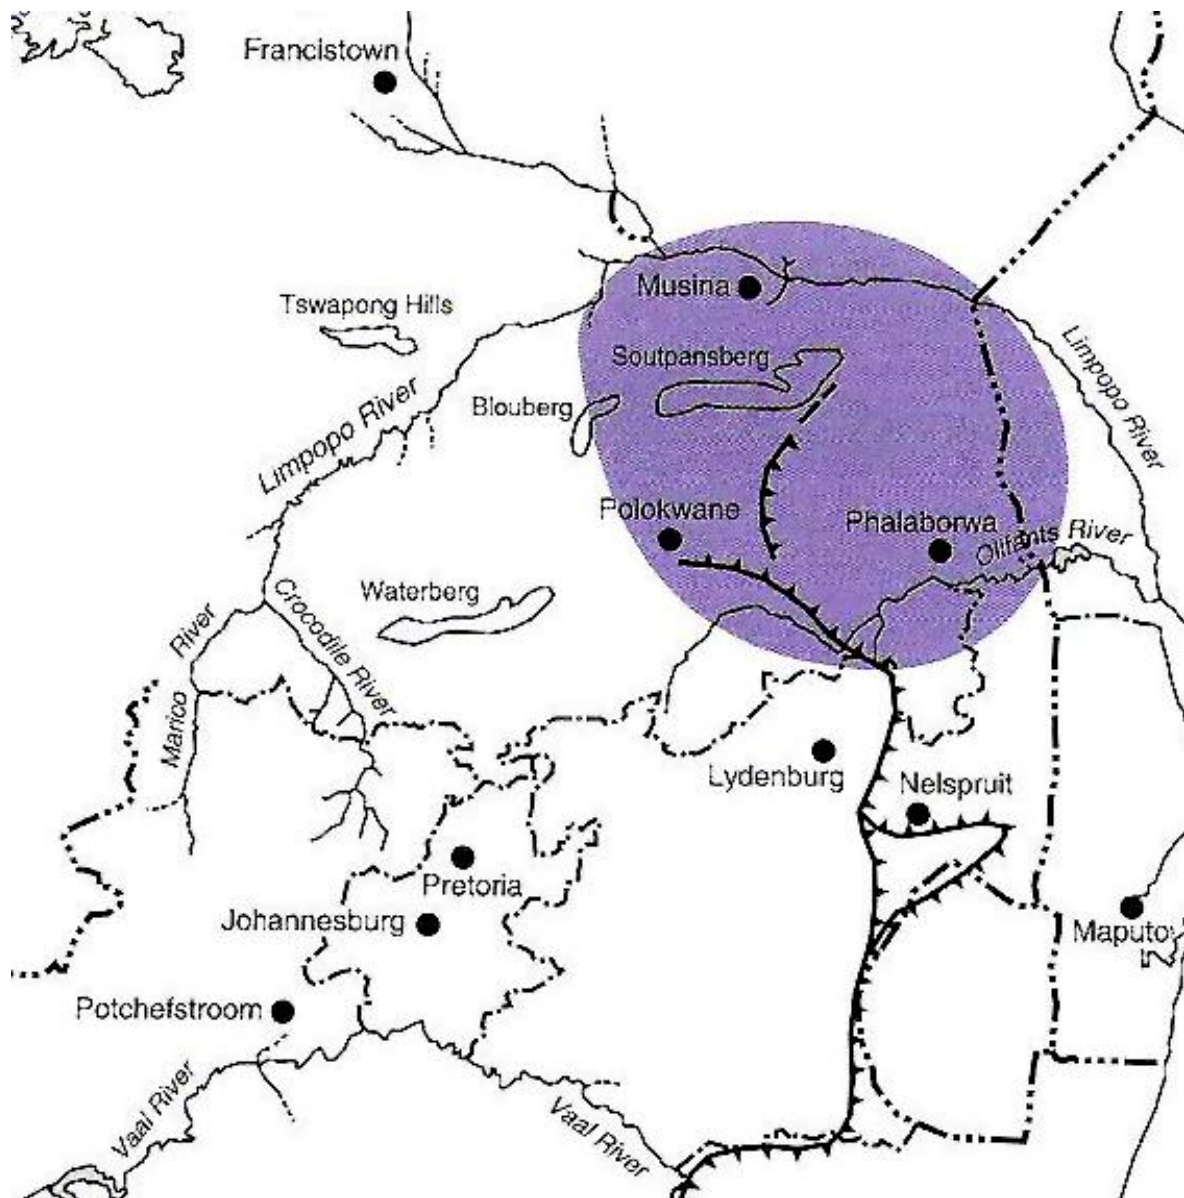 Francistown
Musina
Tswapong Hills
Soutpansberg
Limpopo River
Blouberg
Limpopo River
Polokwane
Phalaborwa
Olifants River
Waterberg
Crocodile River
Marico River
Lydenburg
Nelspruit
Pretoria
Johannesburg
Maputo
Potchefstroom
Vaal River
Vaal River